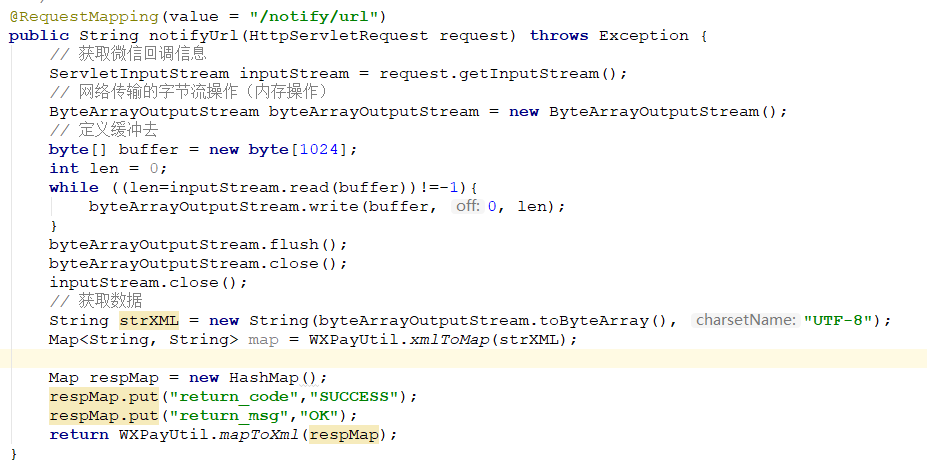 @RequestMapping(value = "/notify/url")
public String notifyUrl(HttpServletRequest request) throws Exception {
// 获取微信回调信息
ServletInputStream inputStream = request.getInputStream();
// 网络传输的字节流操作（内存操作）
ByteArrayOutputStream byteArrayOutputStream = new ByteArrayOutputStream();
// 定义缓冲去
byte[] buffer = new byte[1024];
int len = 0;
while ((len=inputStream.read(buffer))!=-1){
byteArrayOutputStream.write(buffer, off: 0, len);
}
byteArrayOutputStream.flush();
byteArrayOutputStream.close();
inputStream.close();
// 获取数据
String strXML = new String(byteArrayOutputStream.toByteArray(), charsetName: "UTF-8");
Map<String, String> map = WXPayUtil.xmlToMap(strXML);
Map respMap = new HashMap();
respMap.put("return_code","SUCCESS");
respMap.put("return_msg","OK");
return WXPayUtil.mapToXml(respMap);
}